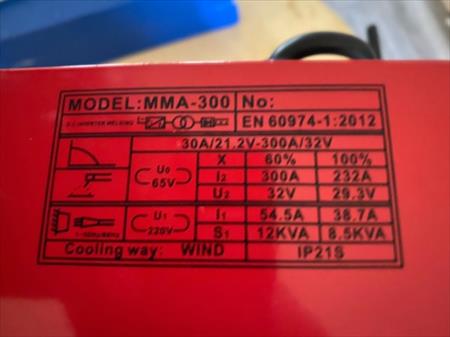 MODEL:MMA-300 No:
D.C.INVERTER WELDING EN 60974-1:2012
30A/21.2V-300A/32V
X 60% 100%
U₀ 65V I₂ 300A 232A
U₂ 32V 29.3V
U₁ 220V I₁ 54.5A 38.7A
S₁ 12KVA 8.5KVA
Cooling way: WIND IP21S